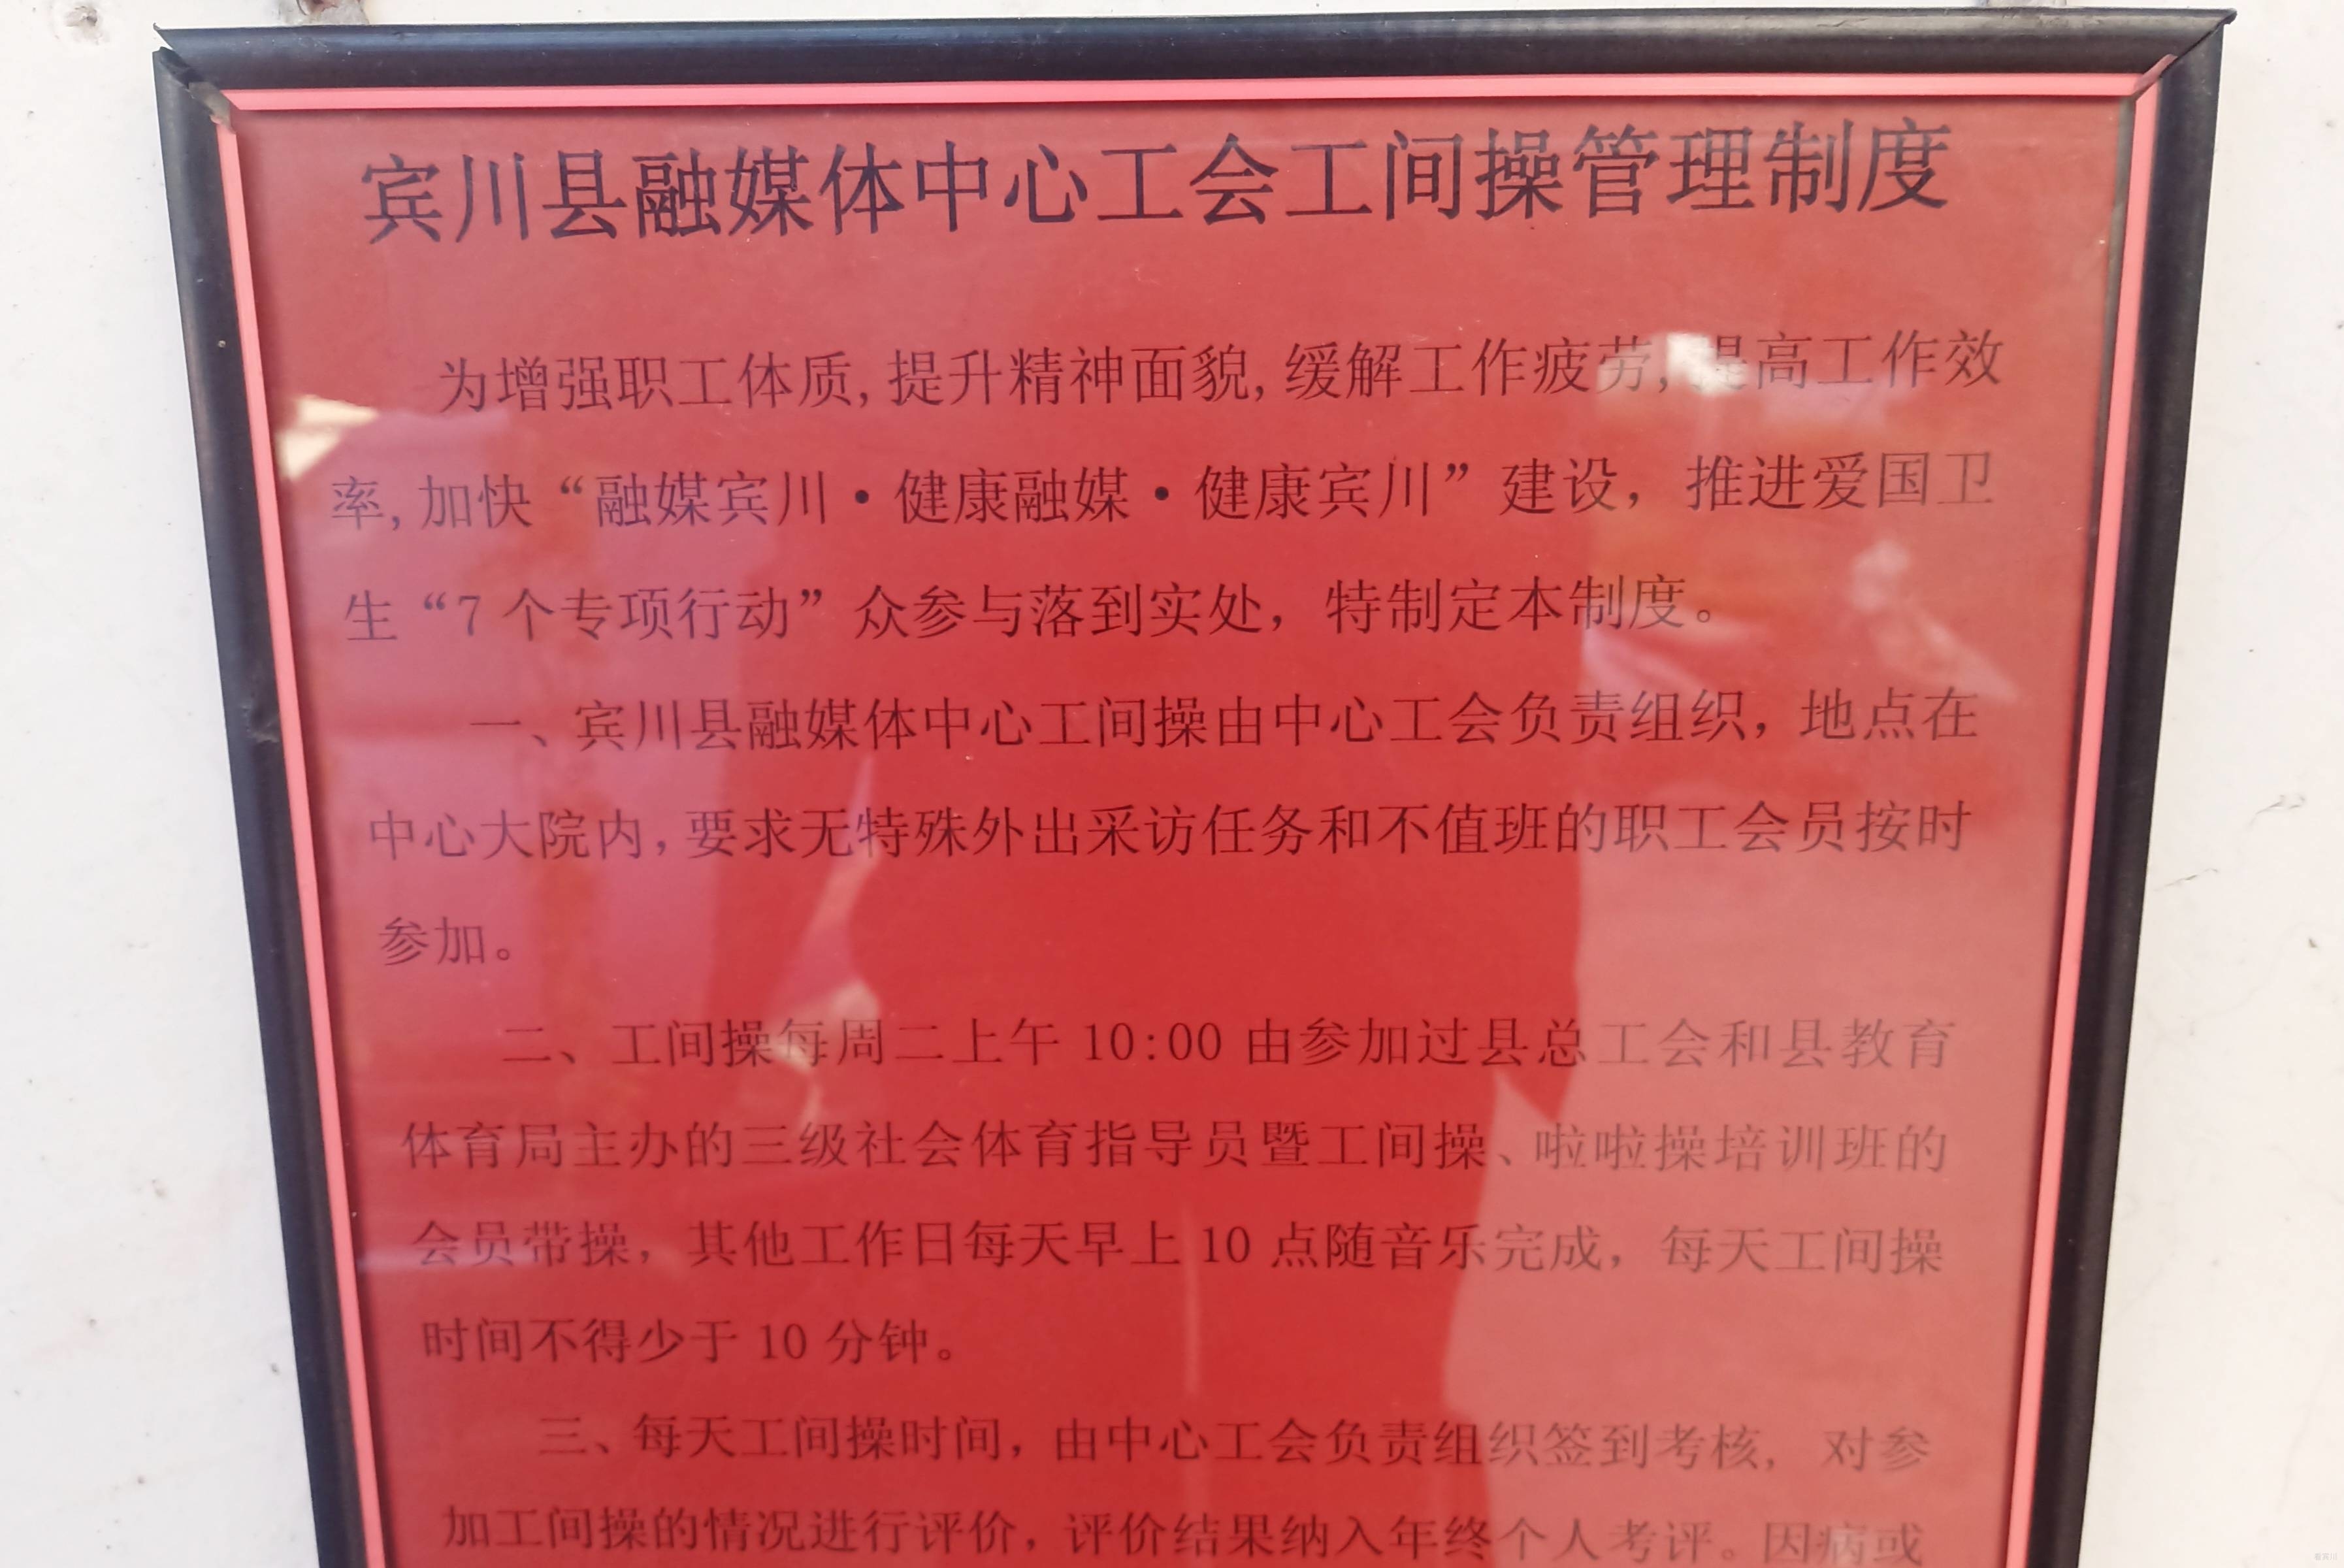 宾川县融媒体中心工会工间操管理制度
为增强职工体质,提升精神面貌,缓解工作疲劳,提高工作效
率,加快“融媒宾川·健康融媒·健康宾川”建设，推进爱国卫
生“7个专项行动”众参与落到实处，特制定本制度。
一、宾川县融媒体中心工间操由中心工会负责组织，地点在
中心大院内,要求无特殊外出采访任务和不值班的职工会员按时
参加。
二、工间操每周二上午10:00由参加过县总工会和县教育
体育局主办的三级社会体育指导员暨工间操、啦啦操培训班的
会员带操，其他工作日每天早上10点随音乐完成，每天工间操
时间不得少于10分钟。
三、每天工间操时间，由中心工会负责组织签到考核，对参
加工间操的情况进行评价，评价结果纳入年终个人考评。因病或